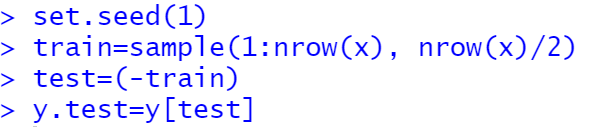 > set.seed(1)
> train=sample(1:nrow(x), nrow(x)/2)
> test=(-train)
> y.test=y[test]